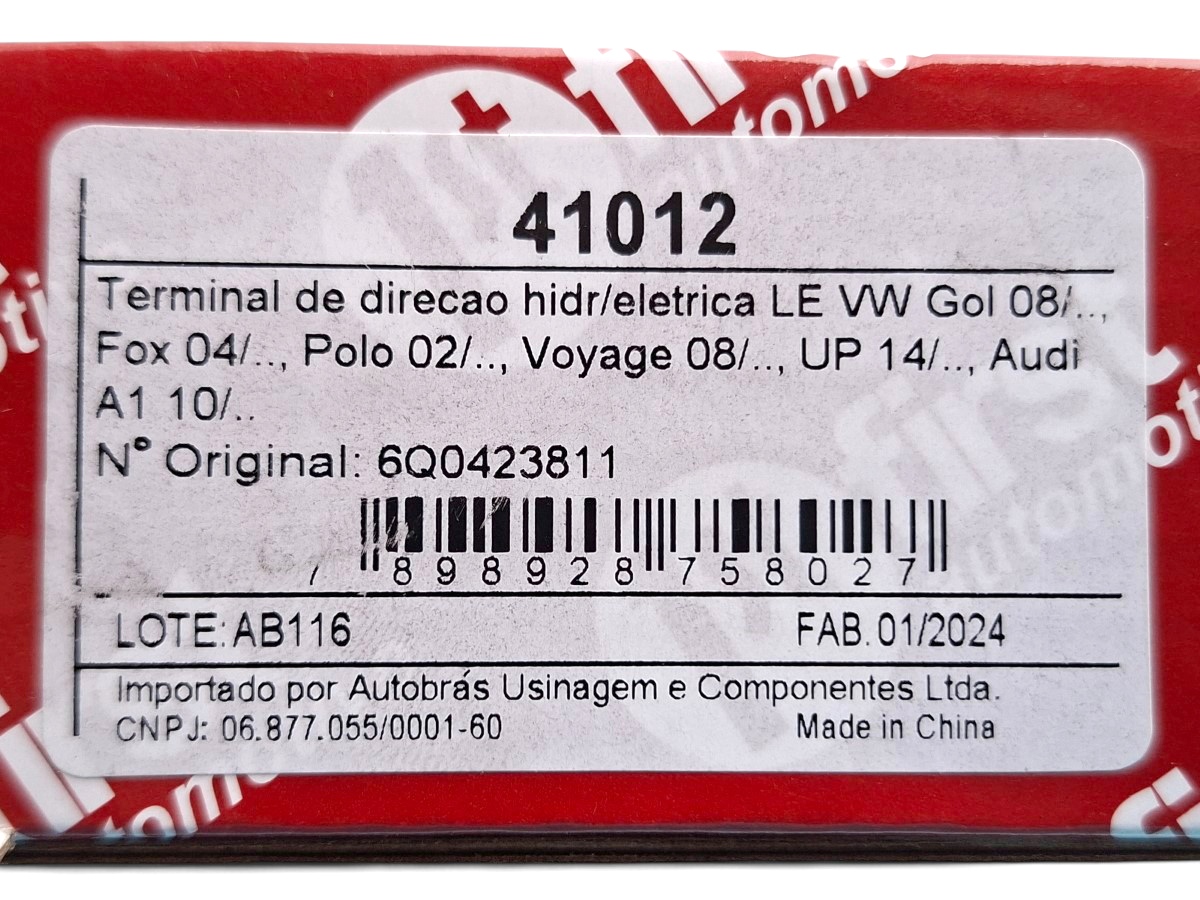 first
automo
41012
Terminal de direcao hidr/eletrica LE VW Gol 08/..,
Fox 04/.., Polo 02/.., Voyage 08/.., UP 14/.., Audi
A1 10/..
N° Original: 6Q0423811
7 898928 758027
LOTE: AB116 FAB. 01/2024
Importado por Autobrás Usinagem e Componentes Ltda.
CNPJ: 06.877.055/0001-60 Made in China